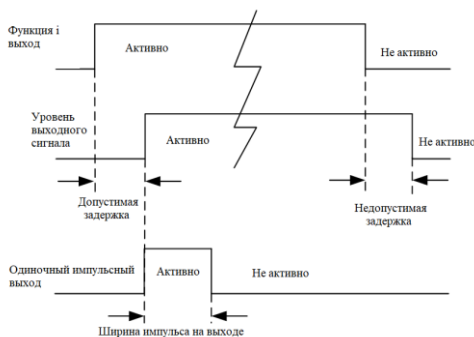 Функция i
выход
Активно
Не активно
Уровень
выходного
сигнала
Активно
Не активно
Допустимая
задержка
Недопустимая
задержка
Одиночный импульсный
выход
Активно
Не активно
Ширина импульса на выходе